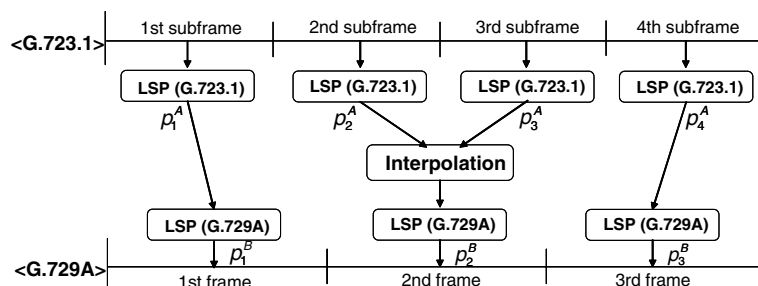 1st subframe 2nd subframe 3rd subframe 4th subframe
<G.723.1>
LSP (G.723.1) LSP (G.723.1) LSP (G.723.1) LSP (G.723.1)
p₁ᴬ p₂ᴬ p₃ᴬ p₄ᴬ
Interpolation
LSP (G.729A) LSP (G.729A) LSP (G.729A)
p₁ᴮ p₂ᴮ p₃ᴮ
<G.729A>
1st frame 2nd frame 3rd frame